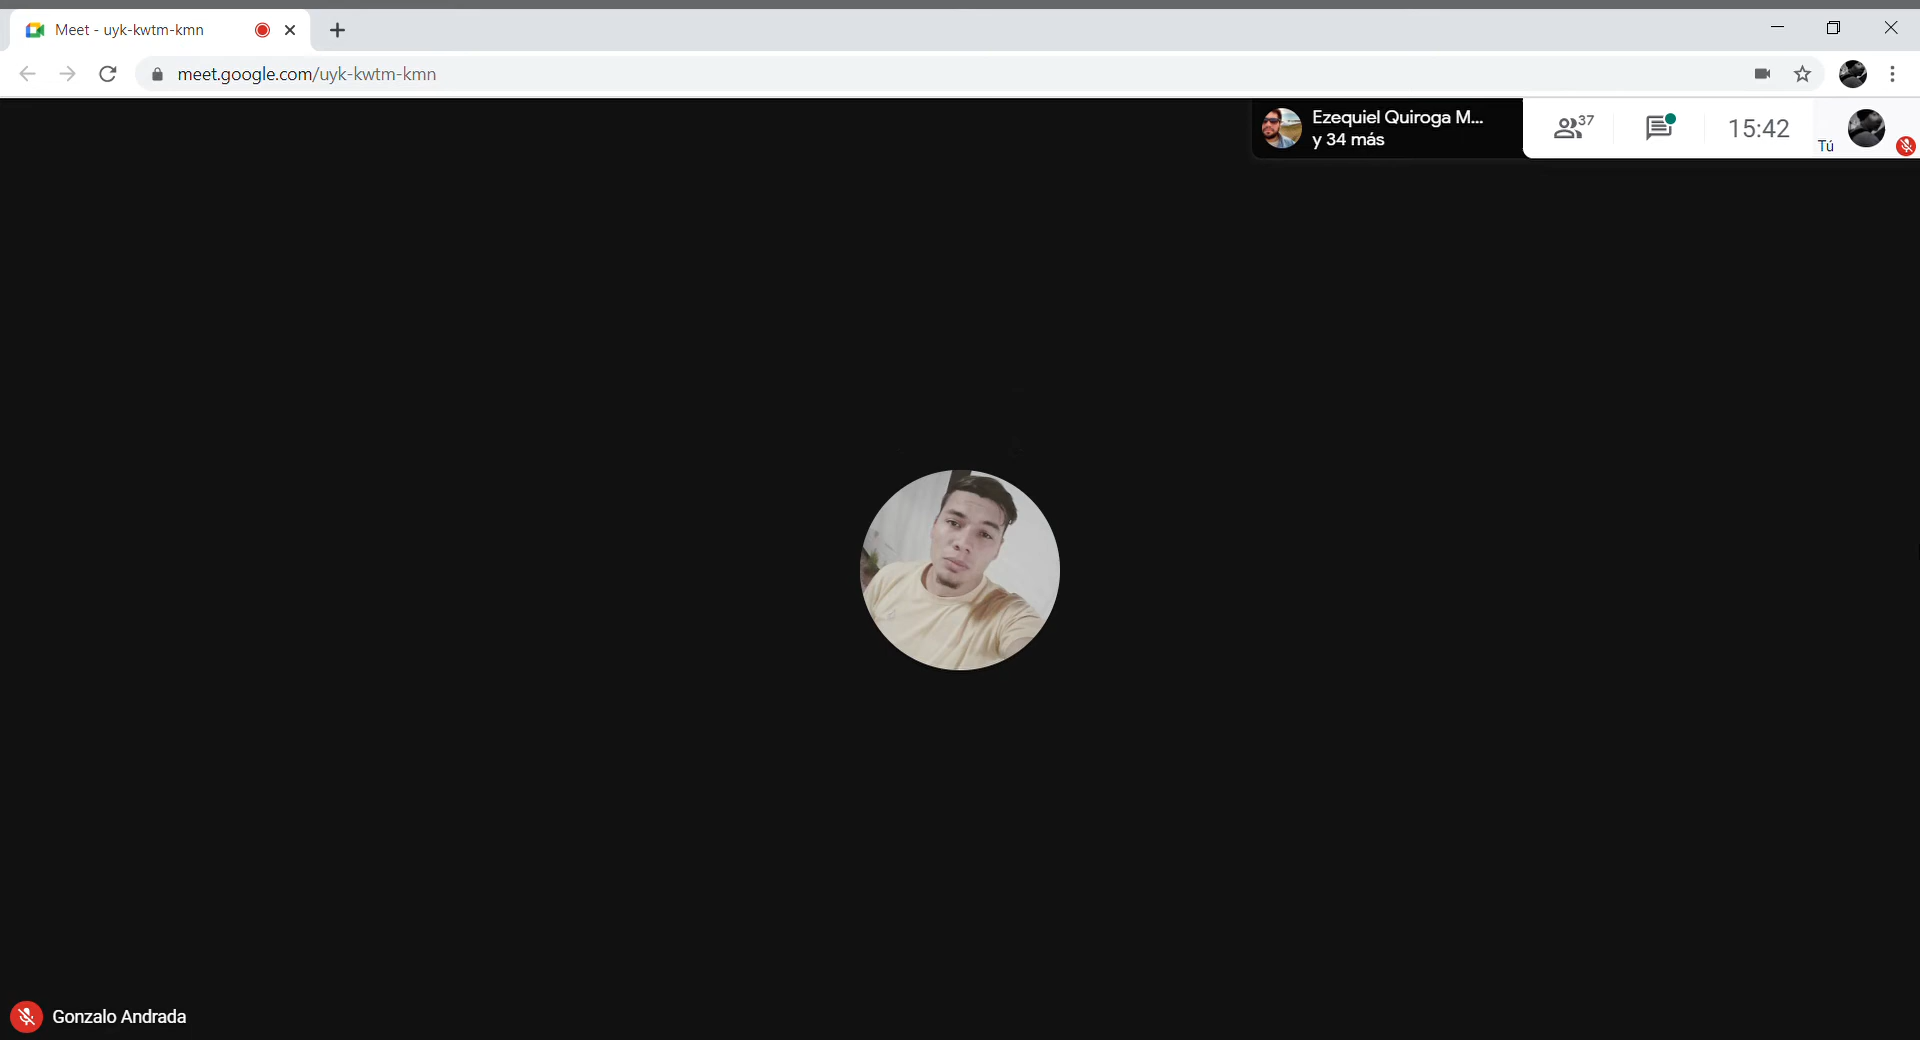 Meet - uyk-kwtm-kmn
meet.google.com/uyk-kwtm-kmn
Ezequiel Quiroga M...
y 34 más
37
15:42
Tú
Gonzalo Andrada